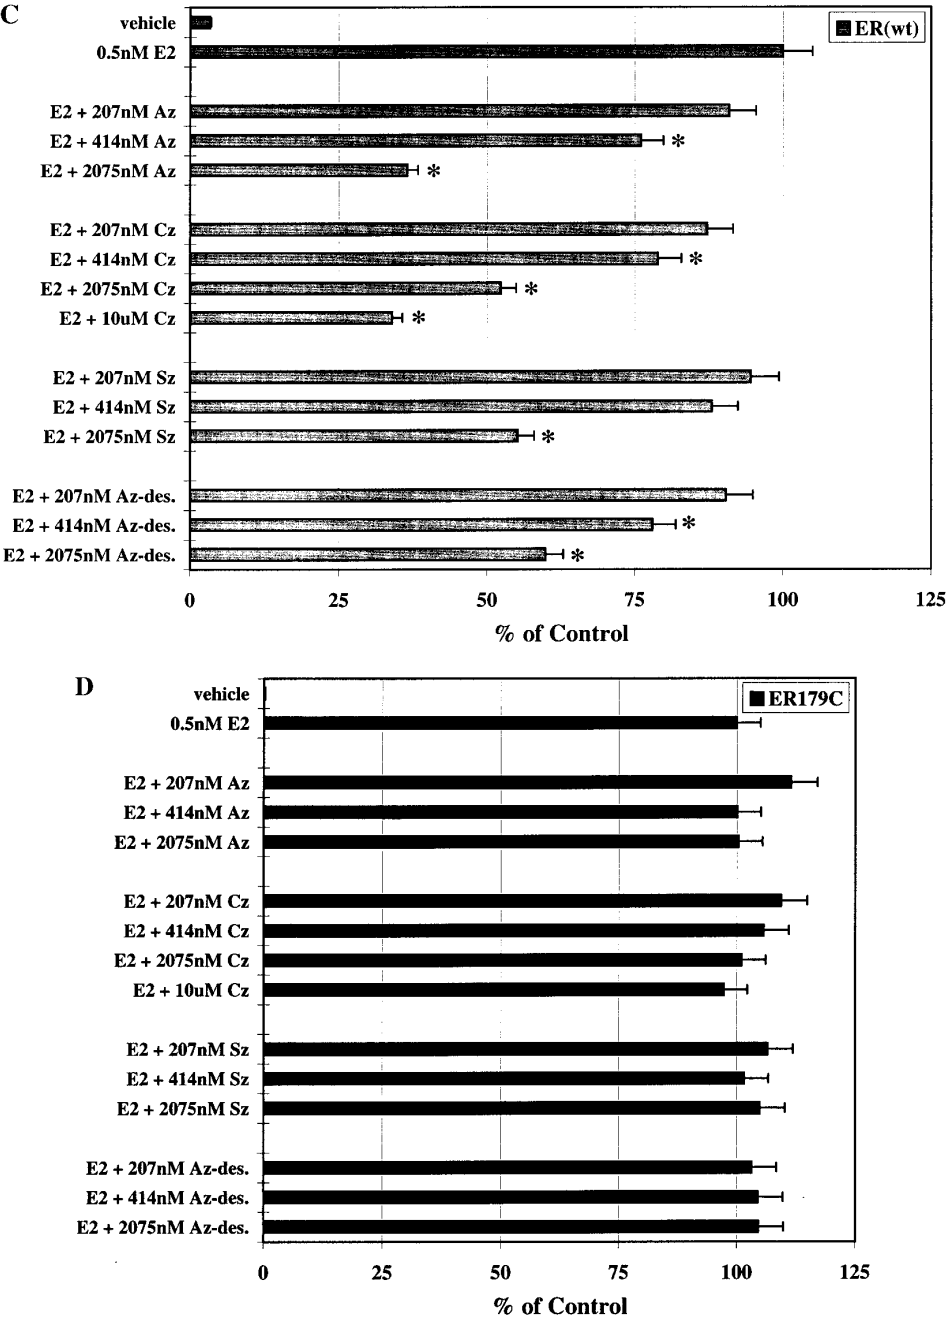 C
ER(wt)
vehicle
0.5nM E2
E2 + 207nM Az
E2 + 414nM Az
*
E2 + 2075nM Az
*
E2 + 207nM Cz
E2 + 414nM Cz
*
E2 + 2075nM Cz
*
E2 + 10uM Cz
*
E2 + 207nM Sz
E2 + 414nM Sz
E2 + 2075nM Sz
*
E2 + 207nM Az-des.
E2 + 414nM Az-des.
*
E2 + 2075nM Az-des.
*
0 25 50 75 100 125
% of Control
D
ER179C
vehicle
0.5nM E2
E2 + 207nM Az
E2 + 414nM Az
E2 + 2075nM Az
E2 + 207nM Cz
E2 + 414nM Cz
E2 + 2075nM Cz
E2 + 10uM Cz
E2 + 207nM Sz
E2 + 414nM Sz
E2 + 2075nM Sz
E2 + 207nM Az-des.
E2 + 414nM Az-des.
E2 + 2075nM Az-des.
0 25 50 75 100 125
% of Control